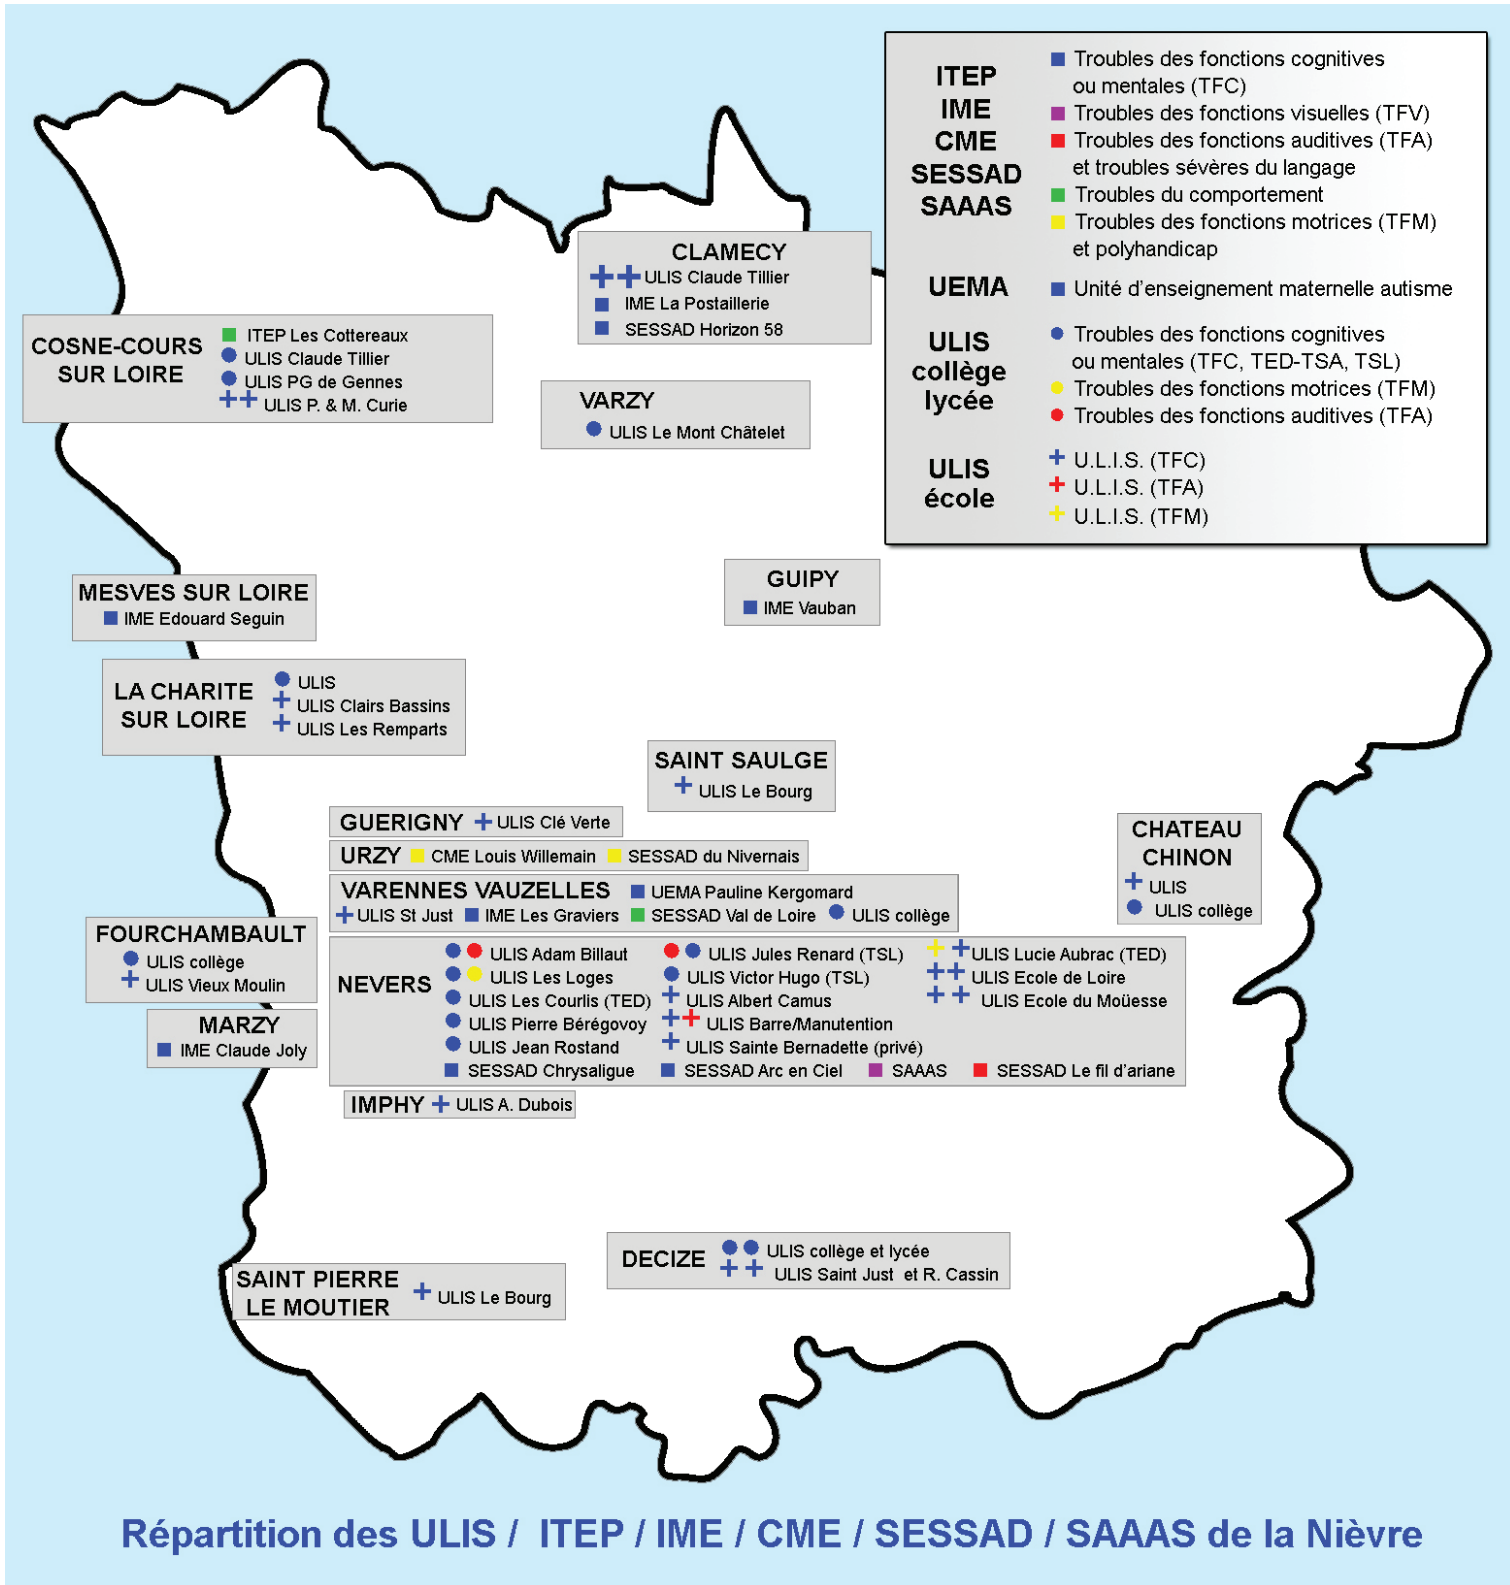 ITEP
IME
CME
SESSAD
SAAAS
Troubles des fonctions cognitives
ou mentales (TFC)
Troubles des fonctions visuelles (TFV)
Troubles des fonctions auditives (TFA)
et troubles sévères du langage
Troubles du comportement
Troubles des fonctions motrices (TFM)
et polyhandicap
UEMA
Unité d'enseignement maternelle autisme
ULIS
collège
lycée
Troubles des fonctions cognitives
ou mentales (TFC, TED-TSA, TSL)
Troubles des fonctions motrices (TFM)
Troubles des fonctions auditives (TFA)
ULIS
école
U.L.I.S. (TFC)
U.L.I.S. (TFA)
U.L.I.S. (TFM)
CLAMECY
ULIS Claude Tillier
IME La Postaillerie
SESSAD Horizon 58
COSNE-COURS
SUR LOIRE
ITEP Les Cottereaux
ULIS Claude Tillier
ULIS PG de Gennes
ULIS P. & M. Curie
VARZY
ULIS Le Mont Châtelet
MESVES SUR LOIRE
IME Edouard Seguin
GUIPY
IME Vauban
LA CHARITE
SUR LOIRE
ULIS
ULIS Clairs Bassins
ULIS Les Remparts
SAINT SAULGE
ULIS Le Bourg
GUERIGNY ULIS Clé Verte
URZY CME Louis Willemain SESSAD du Nivernais
CHATEAU
CHINON
ULIS
ULIS collège
VARENNES VAUZELLES UEMA Pauline Kergomard
ULIS St Just IME Les Graviers SESSAD Val de Loire ULIS collège
FOURCHAMBAULT
ULIS collège
ULIS Vieux Moulin
NEVERS
ULIS Adam Billaut ULIS Jules Renard (TSL) ULIS Lucie Aubrac (TED)
ULIS Les Loges ULIS Victor Hugo (TSL) ULIS Ecole de Loire
ULIS Les Courlis (TED) ULIS Albert Camus ULIS Ecole du Moüesse
ULIS Pierre Bérégovoy ULIS Barre/Manutention
ULIS Jean Rostand ULIS Sainte Bernadette (privé)
SESSAD Chrysaligue SESSAD Arc en Ciel SAAAS SESSAD Le fil d'ariane
MARZY
IME Claude Joly
IMPHY ULIS A. Dubois
DECIZE
ULIS collège et lycée
ULIS Saint Just et R. Cassin
SAINT PIERRE
LE MOUTIER
ULIS Le Bourg
Répartition des ULIS / ITEP / IME / CME / SESSAD / SAAAS de la Nièvre